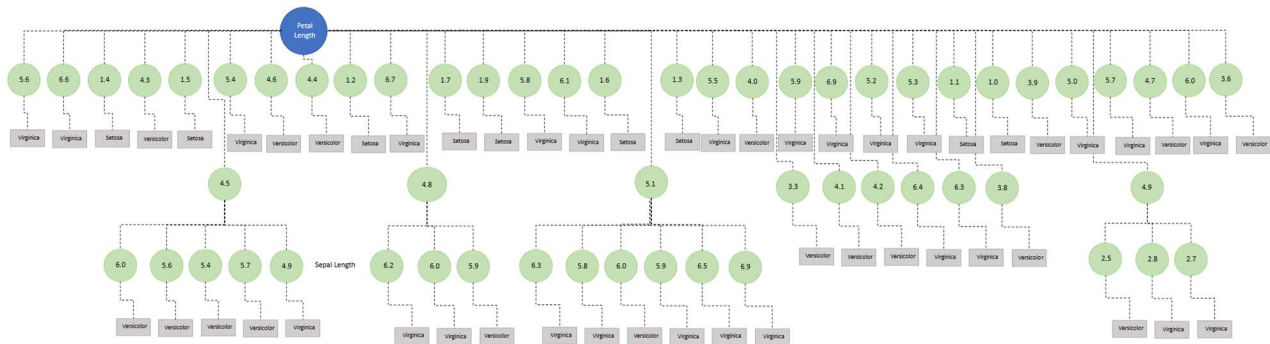 Petal
Length
5.6 6.6 1.4 4.3 1.5 5.4 4.6 4.4 1.2 6.7 1.7 1.9 5.8 6.1 1.6 1.3 5.5 4.0 5.9 6.9 5.2 5.3 1.1 1.0 3.9 5.0 5.7 4.7 6.0 3.6
Virginica Virginica Setosa Versicolor Setosa Virginica Versicolor Versicolor Setosa Virginica Setosa Setosa Virginica Virginica Setosa Setosa Virginica Versicolor Virginica Virginica Virginica Virginica Setosa Setosa Versicolor Virginica Virginica Versicolor Virginica Versicolor
4.5 4.8 5.1 3.3 4.1 4.2 6.4 6.3 3.8 4.9
Versicolor Versicolor Versicolor Virginica Virginica Versicolor
6.0 5.6 5.4 5.7 4.9 Sepal Length 6.2 6.0 5.9 6.3 5.8 6.0 5.9 6.5 6.9 2.5 2.8 2.7
Versicolor Versicolor Versicolor Versicolor Virginica Virginica Virginica Versicolor Virginica Virginica Versicolor Virginica Virginica Virginica Versicolor Virginica Virginica